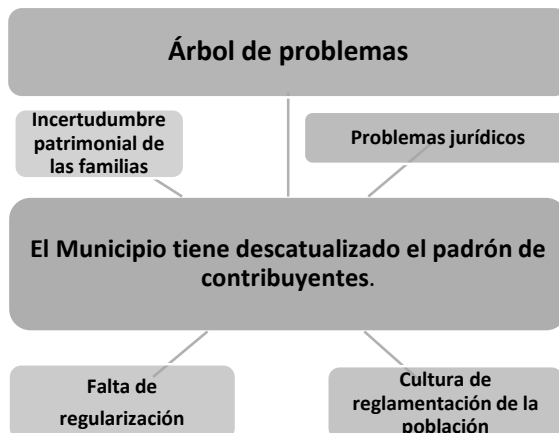 Árbol de problemas
Incertudumbre
patrimonial de
las familias
Problemas jurídicos
El Municipio tiene descatualizado el padrón de
contribuyentes.
Falta de
regularización
Cultura de
reglamentación de la
población